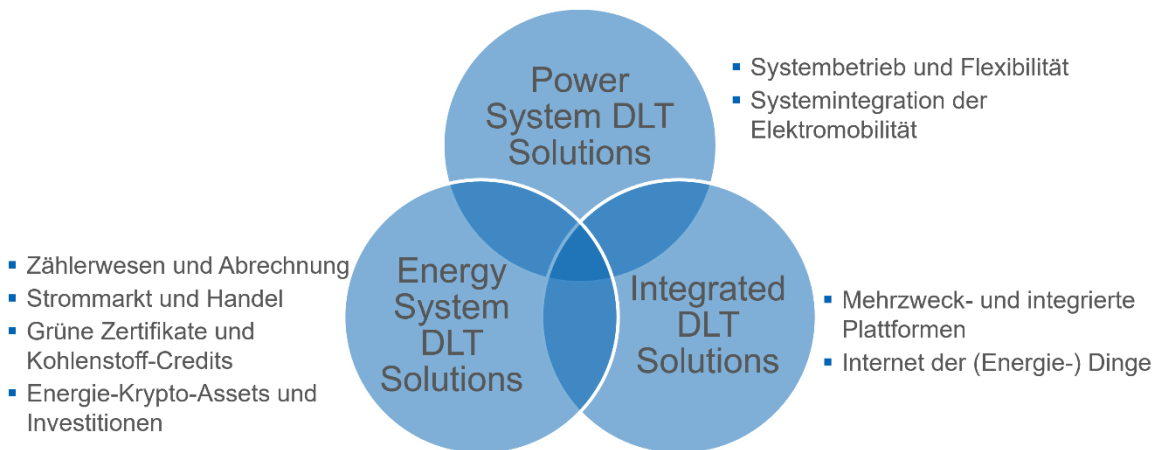 Power
System DLT
Solutions
▪ Systembetrieb und Flexibilität
▪ Systemintegration der
Elektromobilität
Energy
System
DLT
Solutions
▪ Zählerwesen und Abrechnung
▪ Strommarkt und Handel
▪ Grüne Zertifikate und
Kohlenstoff-Credits
▪ Energie-Krypto-Assets und
Investitionen
Integrated
DLT
Solutions
▪ Mehrzweck- und integrierte
Plattformen
▪ Internet der (Energie-) Dinge